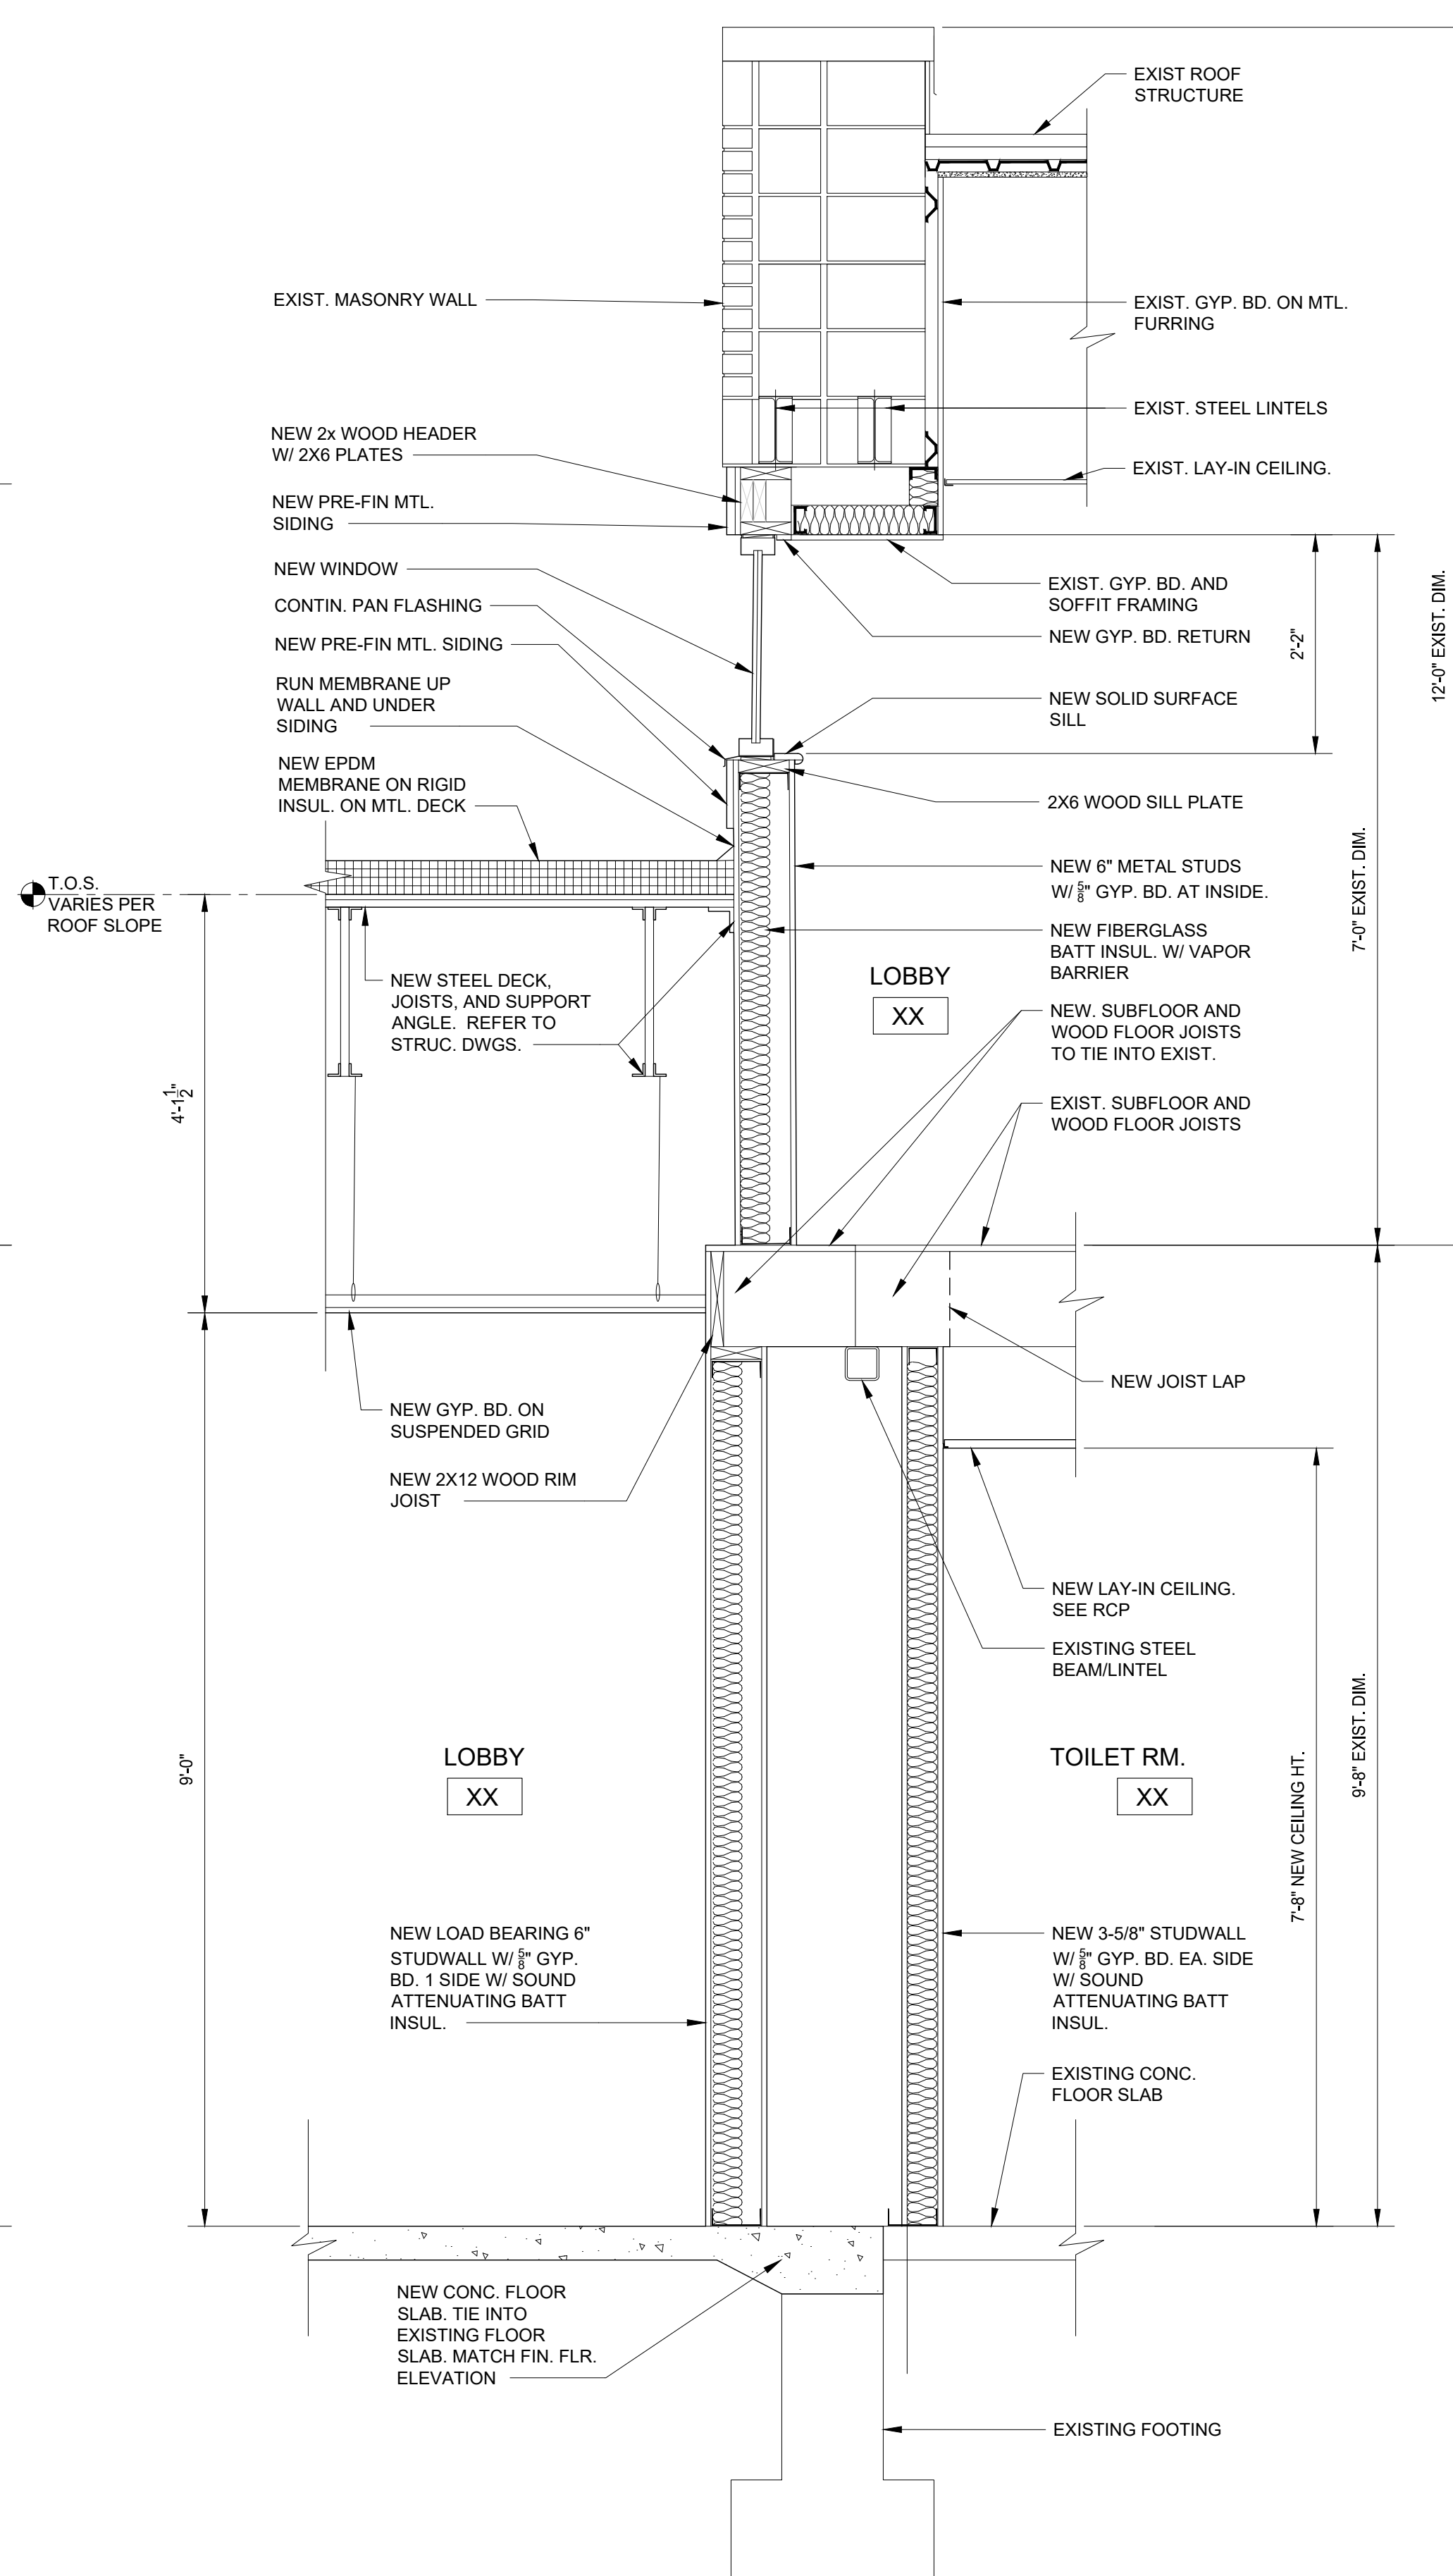 EXIST ROOF
STRUCTURE
EXIST. MASONRY WALL
EXIST. GYP. BD. ON MTL.
FURRING
EXIST. STEEL LINTELS
NEW 2x WOOD HEADER
W/ 2X6 PLATES
EXIST. LAY-IN CEILING.
NEW PRE-FIN MTL.
SIDING
NEW WINDOW
EXIST. GYP. BD. AND
SOFFIT FRAMING
CONTIN. PAN FLASHING
NEW GYP. BD. RETURN
2'-2"
12'-0" EXIST. DIM.
NEW PRE-FIN MTL. SIDING
RUN MEMBRANE UP
WALL AND UNDER
SIDING
NEW SOLID SURFACE
SILL
NEW EPDM
MEMBRANE ON RIGID
INSUL. ON MTL. DECK
2X6 WOOD SILL PLATE
NEW 6" METAL STUDS
W/ 5/8" GYP. BD. AT INSIDE.
7'-0" EXIST. DIM.
T.O.S.
VARIES PER
ROOF SLOPE
NEW FIBERGLASS
BATT INSUL. W/ VAPOR
BARRIER
LOBBY
XX
NEW STEEL DECK,
JOISTS, AND SUPPORT
ANGLE. REFER TO
STRUC. DWGS.
NEW. SUBFLOOR AND
WOOD FLOOR JOISTS
TO TIE INTO EXIST.
4'-1 1/2"
EXIST. SUBFLOOR AND
WOOD FLOOR JOISTS
NEW JOIST LAP
NEW GYP. BD. ON
SUSPENDED GRID
NEW 2X12 WOOD RIM
JOIST
NEW LAY-IN CEILING.
SEE RCP
EXISTING STEEL
BEAM/LINTEL
9'-0"
LOBBY
XX
TOILET RM.
XX
7'-8" NEW CEILING HT.
9'-8" EXIST. DIM.
NEW LOAD BEARING 6"
STUDWALL W/ 5/8" GYP.
BD. 1 SIDE W/ SOUND
ATTENUATING BATT
INSUL.
NEW 3-5/8" STUDWALL
W/ 5/8" GYP. BD. EA. SIDE
W/ SOUND
ATTENUATING BATT
INSUL.
EXISTING CONC.
FLOOR SLAB
NEW CONC. FLOOR
SLAB. TIE INTO
EXISTING FLOOR
SLAB. MATCH FIN. FLR.
ELEVATION
EXISTING FOOTING